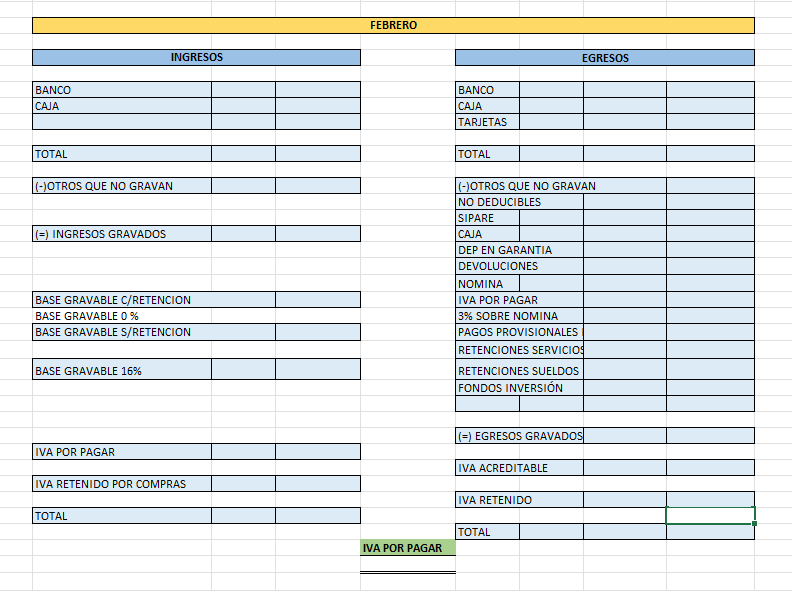 FEBRERO
INGRESOS
BANCO
CAJA
TOTAL
(-)OTROS QUE NO GRAVAN
(=) INGRESOS GRAVADOS
BASE GRAVABLE C/RETENCION
BASE GRAVABLE 0 %
BASE GRAVABLE S/RETENCION
BASE GRAVABLE 16%
IVA POR PAGAR
IVA RETENIDO POR COMPRAS
TOTAL
EGRESOS
BANCO
CAJA
TARJETAS
TOTAL
(-)OTROS QUE NO GRAVAN
NO DEDUCIBLES
SIPARE
CAJA
DEP EN GARANTIA
DEVOLUCIONES
NOMINA
IVA POR PAGAR
3% SOBRE NOMINA
PAGOS PROVISIONALES
RETENCIONES SERVICIOS
RETENCIONES SUELDOS
FONDOS INVERSIÓN
(=) EGRESOS GRAVADOS
IVA ACREDITABLE
IVA RETENIDO
TOTAL
IVA POR PAGAR